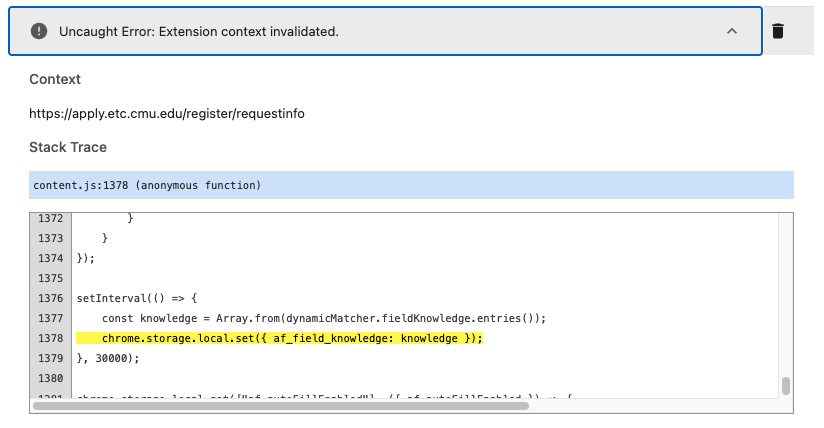 Uncaught Error: Extension context invalidated.
Context
https://apply.etc.cmu.edu/register/requestinfo
Stack Trace
content.js:1378 (anonymous function)
1372 }
1373 }
1374 });
1375
1376 setInterval(() => {
1377 const knowledge = Array.from(dynamicMatcher.fieldKnowledge.entries());
1378 chrome.storage.local.set({ af_field_knowledge: knowledge });
1379 }, 30000);
1380